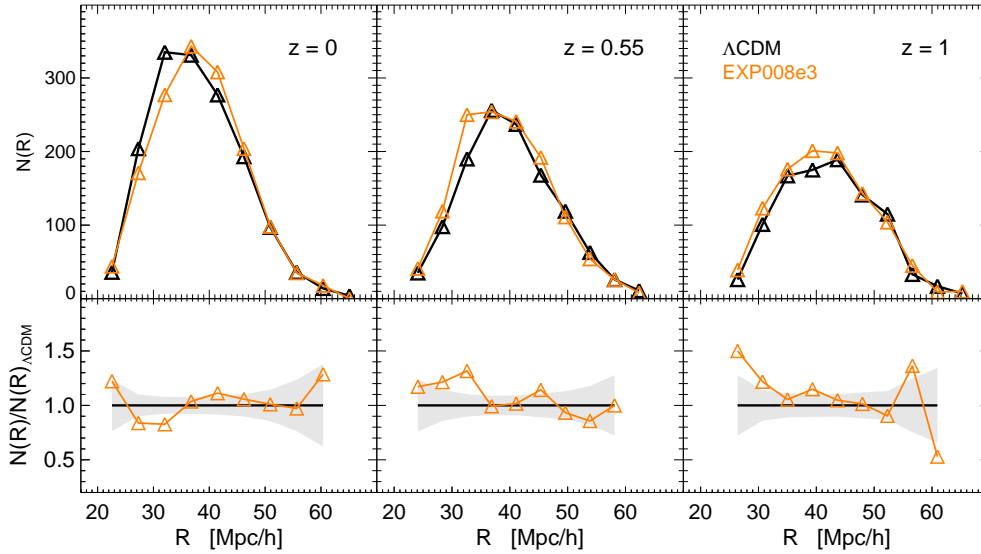 z = 0
z = 0.55
ΛCDM
z = 1
EXP008e3
300
200
100
0
N(R)
1.5
1.0
0.5
N(R)/N(R)ΛCDM
20 30 40 50 60
20 30 40 50 60
20 30 40 50 60
R [Mpc/h]
R [Mpc/h]
R [Mpc/h]